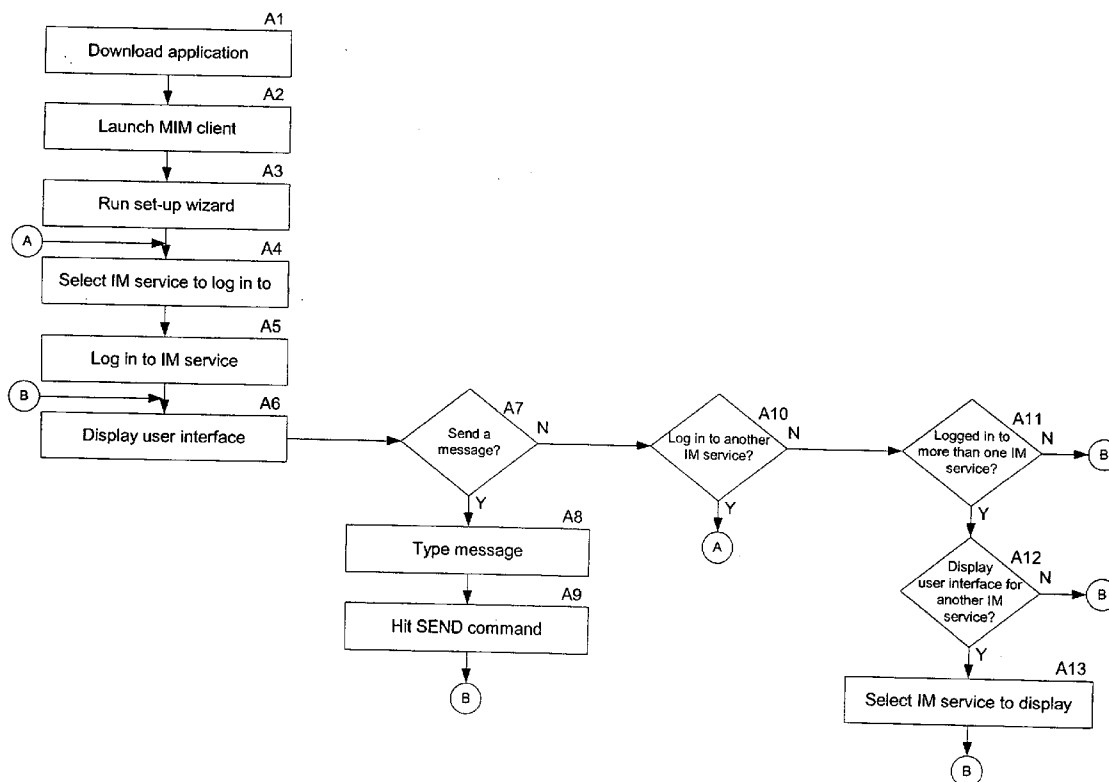 A1
Download application
A2
Launch MIM client
A3
Run set-up wizard
A
A4
Select IM service to log in to
A5
Log in to IM service
B
A6
Display user interface
A7
Send a
message?
N
Y
A8
Type message
A9
Hit SEND command
B
A10
Log in to another
IM service?
N
Y
A
A11
Logged in to
more than one IM
service?
N
B
Y
A12
Display
user interface for
another IM
service?
N
B
Y
A13
Select IM service to display
B